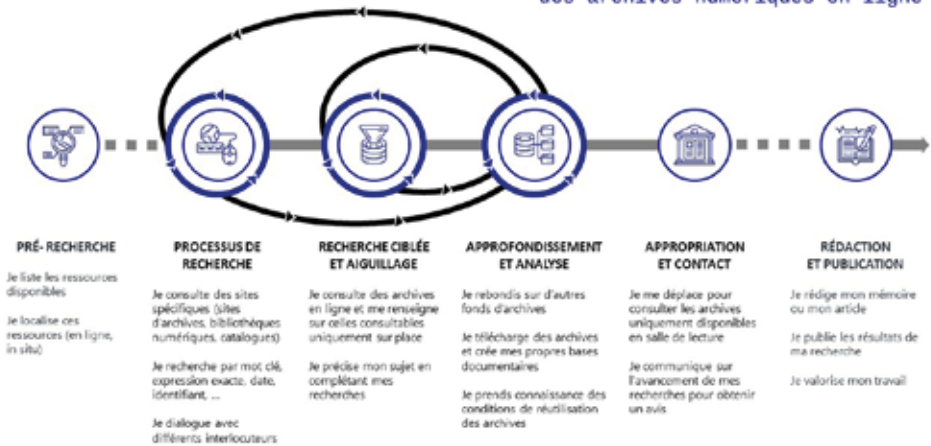 des archives numériques en ligne
PRÉ- RECHERCHE
Je liste les ressources
disponibles
Je localise ces
ressources (en ligne,
in situ)
PROCESSUS DE
RECHERCHE
Je consulte des sites
spécifiques (sites
d'archives, bibliothèques
numériques, catalogues)
Je recherche par mot clé,
expression exacte, date,
identifiant, ...
Je dialogue avec
différents interlocuteurs
RECHERCHE CIBLÉE
ET AIGUILLAGE
Je consulte des archives
en ligne et me renseigne
sur celles consultables
uniquement sur place
Je précise mon sujet en
complétant mes
recherches
APPROFONDISSEMENT
ET ANALYSE
Je rebondis sur d'autres
fonds d'archives
Je télécharge des archives
et crée mes propres bases
documentaires
Je prends connaissance des
conditions de réutilisation
des archives
APPROPRIATION
ET CONTACT
Je me déplace pour
consulter les archives
uniquement disponibles
en salle de lecture
Je communique sur
l'avancement de mes
recherches pour obtenir
un avis
RÉDACTION
ET PUBLICATION
Je rédige mon mémoire
ou mon article
Je publie les résultats de
ma recherche
Je valorise mon travail